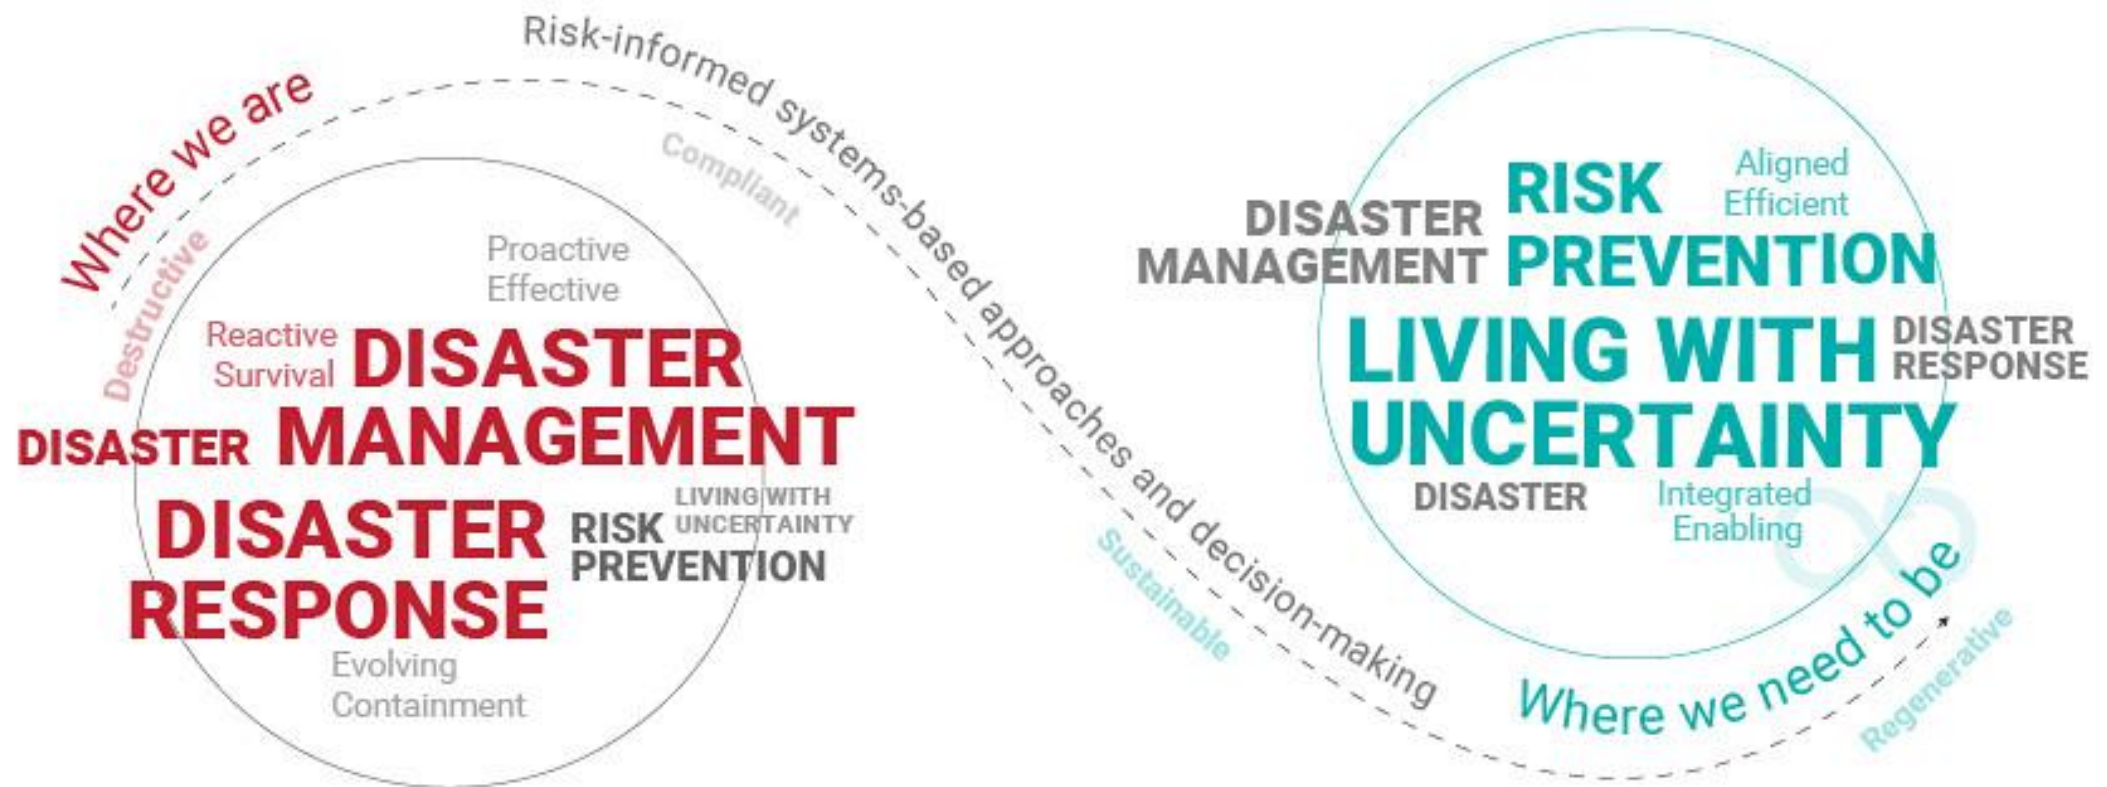 Where we are
Risk-informed systems-based approaches and decision-making
Destructive
Compliant
Proactive
Effective
Reactive
Survival
DISASTER
MANAGEMENT
DISASTER
DISASTER
RESPONSE
RISK
PREVENTION
LIVING WITH
UNCERTAINTY
Evolving
Containment
Sustainable
DISASTER
MANAGEMENT
RISK
PREVENTION
Aligned
Efficient
LIVING WITH
UNCERTAINTY
DISASTER
RESPONSE
DISASTER
Integrated
Enabling
Where we need to be
Regenerative